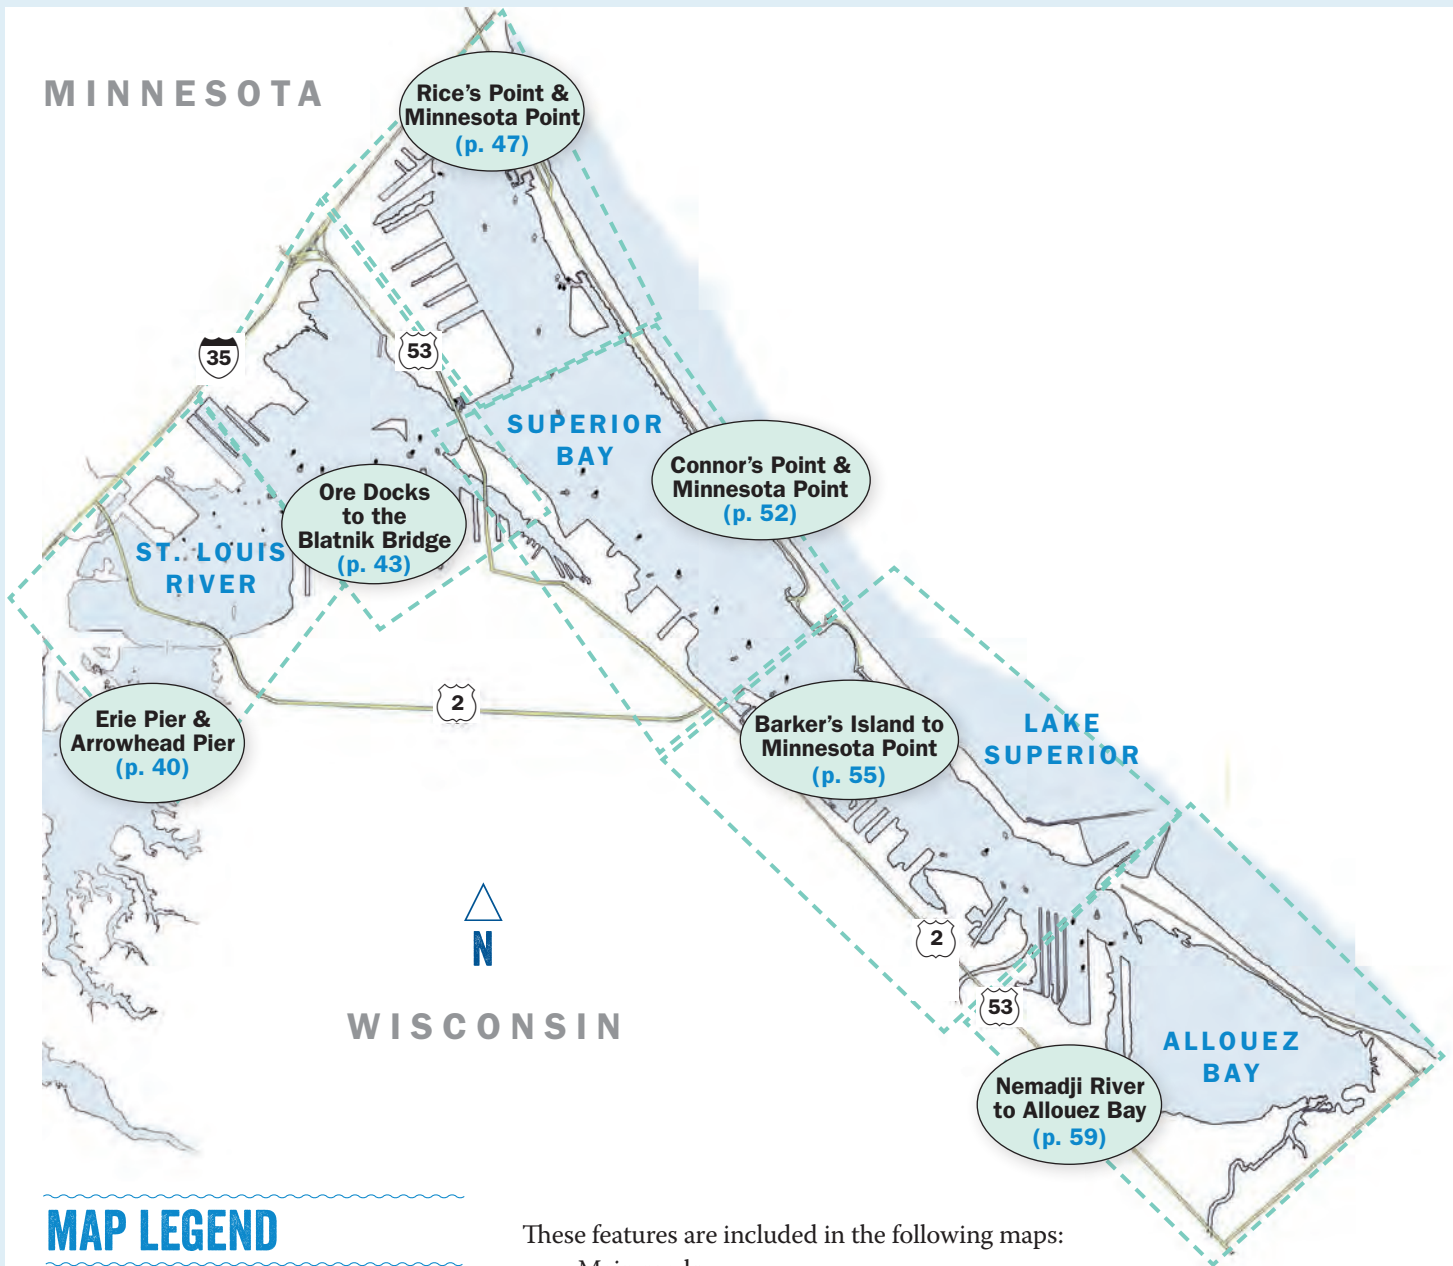 MINNESOTA
Rice's Point &
Minnesota Point
(p. 47)
35
53
SUPERIOR
BAY
Connor's Point &
Minnesota Point
(p. 52)
Ore Docks
to the
Blatnik Bridge
(p. 43)
ST. LOUIS
RIVER
Erie Pier &
Arrowhead Pier
(p. 40)
2
Barker's Island to
Minnesota Point
(p. 55)
LAKE
SUPERIOR
2
53
N
WISCONSIN
ALLOUEZ
BAY
Nemadji River
to Allouez Bay
(p. 59)
MAP LEGEND
These features are included in the following maps: